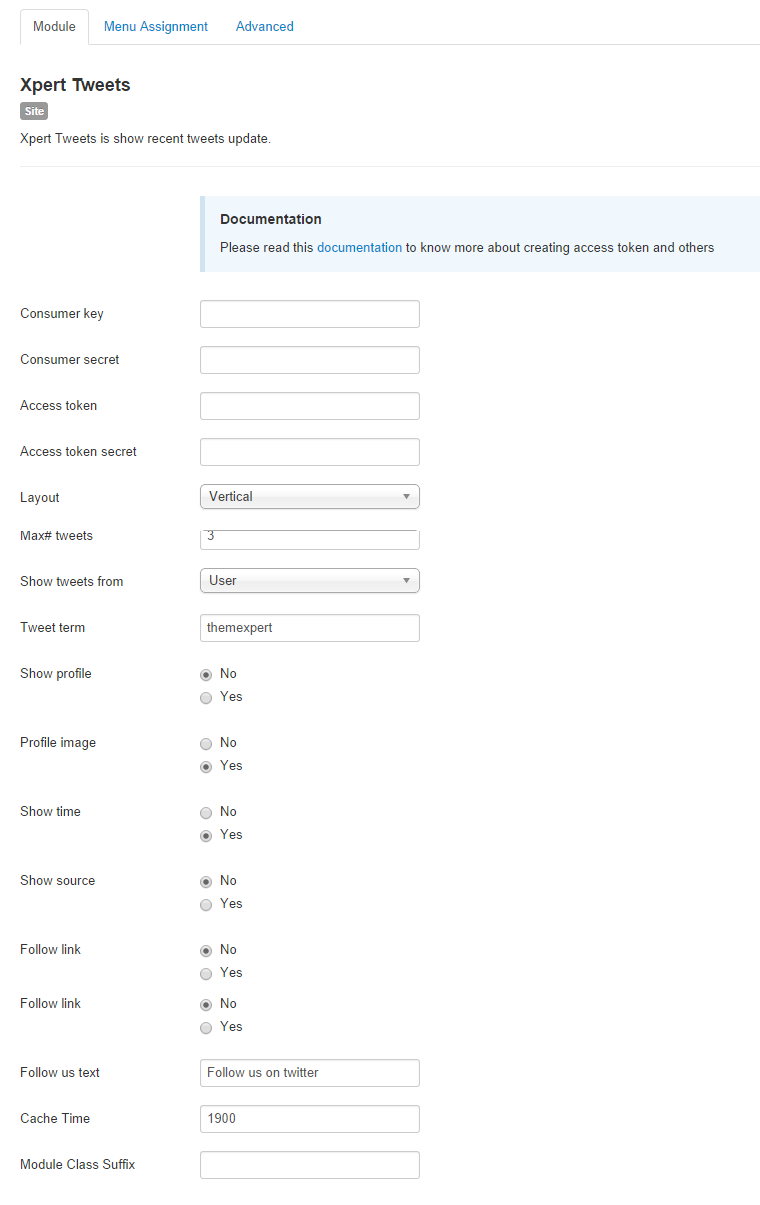 Module Menu Assignment Advanced
Xpert Tweets
Site
Xpert Tweets is show recent tweets update.
Documentation
Please read this documentation to know more about creating access token and others
Consumer key
Consumer secret
Access token
Access token secret
Layout Vertical
Max# tweets 3
Show tweets from User
Tweet term themexpert
Show profile No
Yes
Profile image No
Yes
Show time No
Yes
Show source No
Yes
Follow link No
Yes
Follow link No
Yes
Follow us text Follow us on twitter
Cache Time 1900
Module Class Suffix